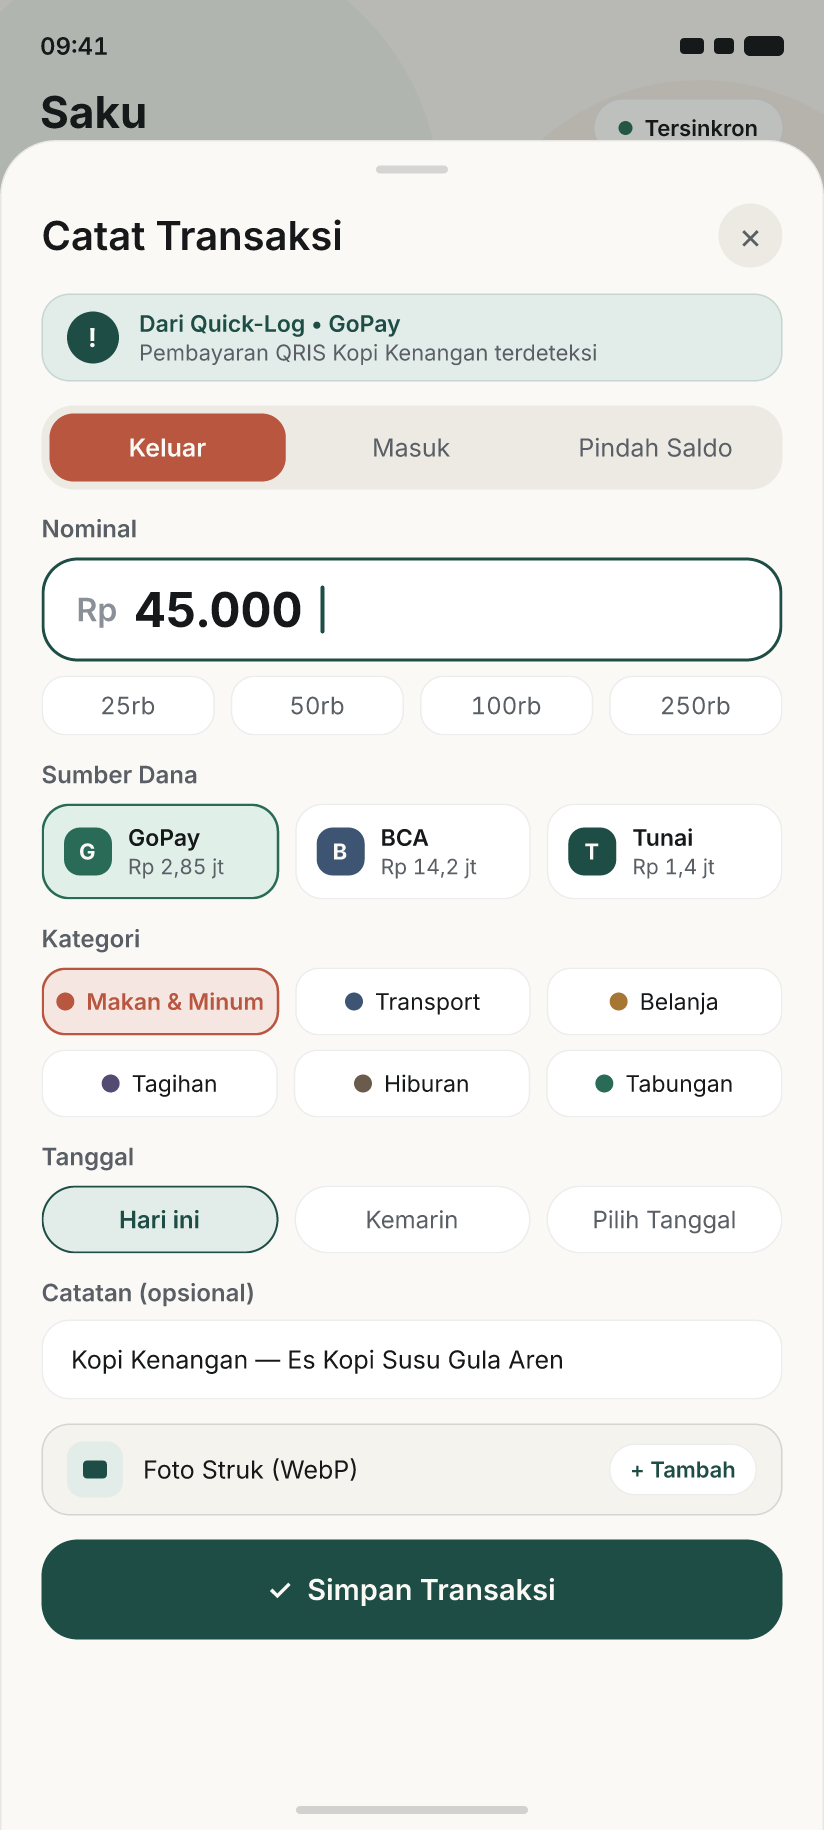 09:41
Saku
Tersinkron
Catat Transaksi
×
!
Dari Quick-Log • GoPay
Pembayaran QRIS Kopi Kenangan terdeteksi
Keluar Masuk Pindah Saldo
Nominal
Rp 45.000
25rb 50rb 100rb 250rb
Sumber Dana
G GoPay Rp 2,85 jt
B BCA Rp 14,2 jt
T Tunai Rp 1,4 jt
Kategori
Makan & Minum Transport Belanja
Tagihan Hiburan Tabungan
Tanggal
Hari ini Kemarin Pilih Tanggal
Catatan (opsional)
Kopi Kenangan — Es Kopi Susu Gula Aren
Foto Struk (WebP) + Tambah
✓ Simpan Transaksi